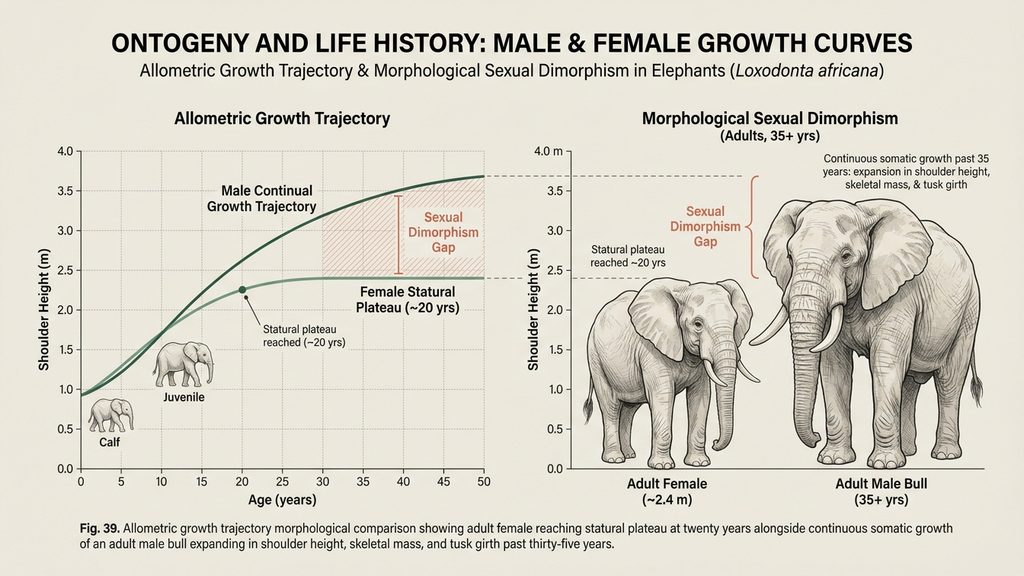 ONTOGENY AND LIFE HISTORY: MALE & FEMALE GROWTH CURVES
Allometric Growth Trajectory & Morphological Sexual Dimorphism in Elephants (Loxodonta africana)
Allometric Growth Trajectory
4.0
3.5
3.0
2.5
2.0
1.5
1.0
0.5
0.0
Shoulder Height (m)
Male Continual
Growth Trajectory
Sexual
Dimorphism
Gap
Female Statural
Plateau (~20 yrs)
Statural plateau
reached (~20 yrs)
Juvenile
Calf
0 5 10 15 20 25 30 35 40 45 50
Age (years)
Morphological Sexual Dimorphism
(Adults, 35+ yrs)
4.0 m
3.5
3.0
2.5
2.0
1.5
1.0
0.5
0.0
Shoulder Height (m)
Continuous somatic growth past 35
years: expansion in shoulder height,
skeletal mass, & tusk girth
Sexual
Dimorphism
Gap
Statural plateau
reached ~20 yrs
Adult Female
(~2.4 m)
Adult Male Bull
(35+ yrs)
Fig. 39. Allometric growth trajectory morphological comparison showing adult female reaching statural plateau at twenty years alongside continuous somatic growth
of an adult male bull expanding in shoulder height, skeletal mass, and tusk girth past thirty-five years.